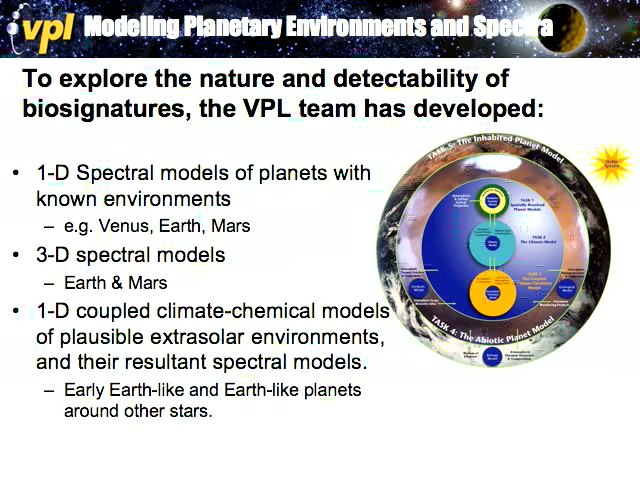 vpl Modeling Planetary Environments and Spectra
To explore the nature and detectability of
biosignatures, the VPL team has developed:
• 1-D Spectral models of planets with
known environments
– e.g. Venus, Earth, Mars
• 3-D spectral models
– Earth & Mars
• 1-D coupled climate-chemical models
of plausible extrasolar environments,
and their resultant spectral models.
– Early Earth-like and Earth-like planets
around other stars.
TASK 5: The Inhabited Planet Model
Stellar
Spectra
TASK 1
Spatially-Resolved
Planet Models
TASK 2
The Climate Model
TASK 3
The Coupled
Climate-Chemistry
Model
TASK 4: The Abiotic Planet Model